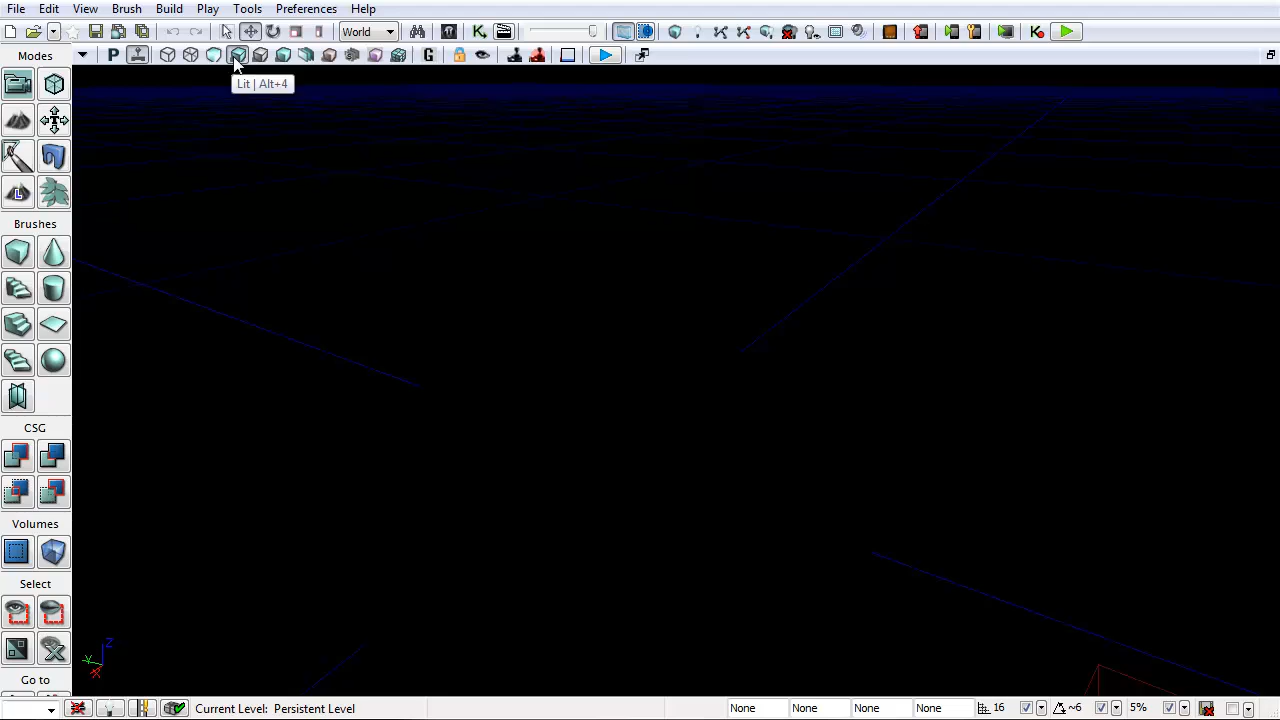 File Edit View Brush Build Play Tools Preferences Help
World
Modes P G
Lit | Alt+4
L
Brushes
CSG
Volumes
Select
Z
Y
X
Go to
Current Level: Persistent Level None None None None 16 ~6 5%